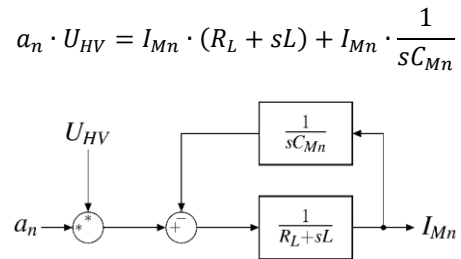 a_n · U_HV = I_Mn · (R_L + sL) + I_Mn · 1/(sC_Mn)
U_HV
1/(sC_Mn)
a_n * * + − 1/(R_L+sL) I_Mn